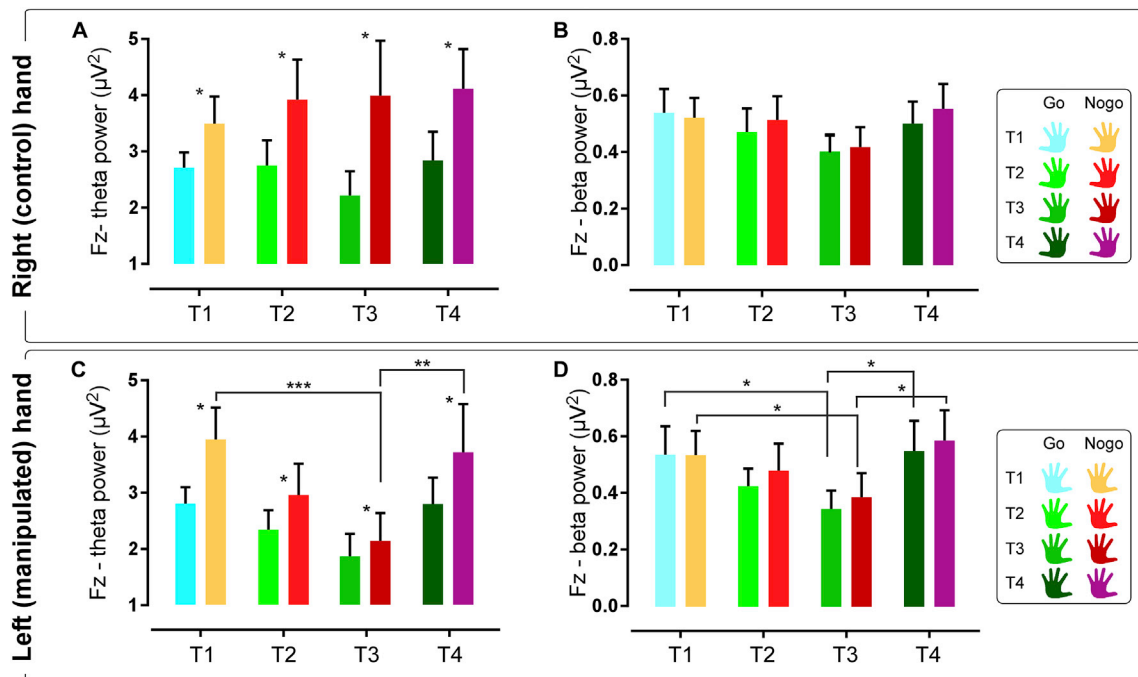 Right (control) hand
A
Fz- theta power (µV²)
5
4
3
2
1
*
*
*
*
T1 T2 T3 T4
B
Fz - beta power (µV²)
0.8
0.6
0.4
0.2
0.0
T1 T2 T3 T4
Go Nogo
T1
T2
T3
T4
Left (manipulated) hand
C
Fz - theta power (µV²)
5
4
3
2
1
***
**
*
*
*
*
T1 T2 T3 T4
D
Fz - beta power (µV²)
0.8
0.6
0.4
0.2
0.0
*
*
*
*
T1 T2 T3 T4
Go Nogo
T1
T2
T3
T4